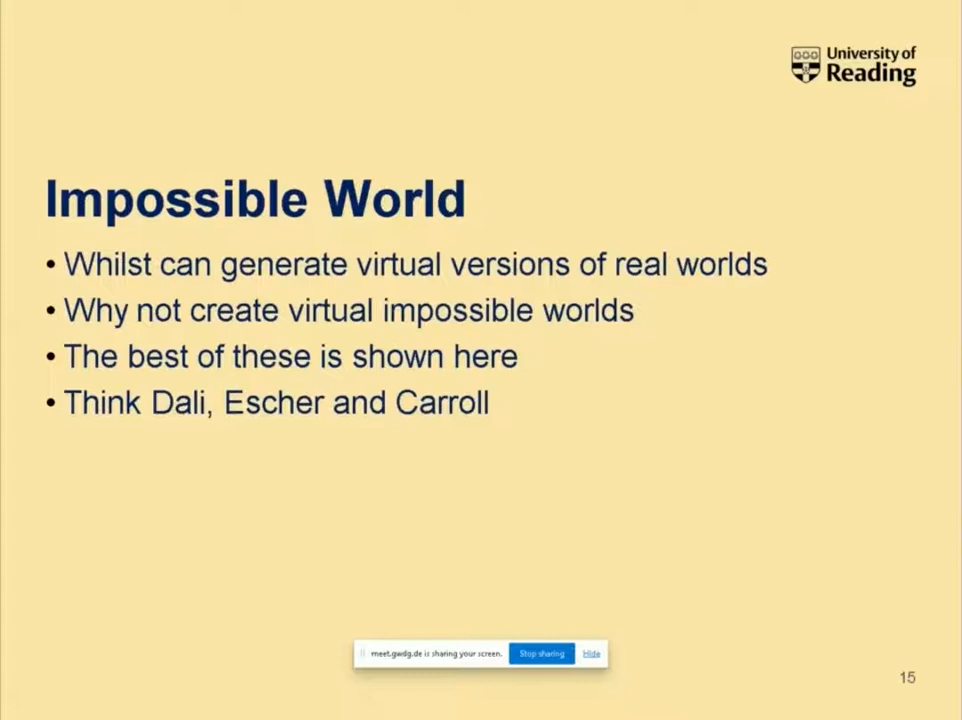 University of
Reading
Impossible World
• Whilst can generate virtual versions of real worlds
• Why not create virtual impossible worlds
• The best of these is shown here
• Think Dali, Escher and Carroll
meet.gwdg.de is sharing your screen. Stop sharing Hide
15